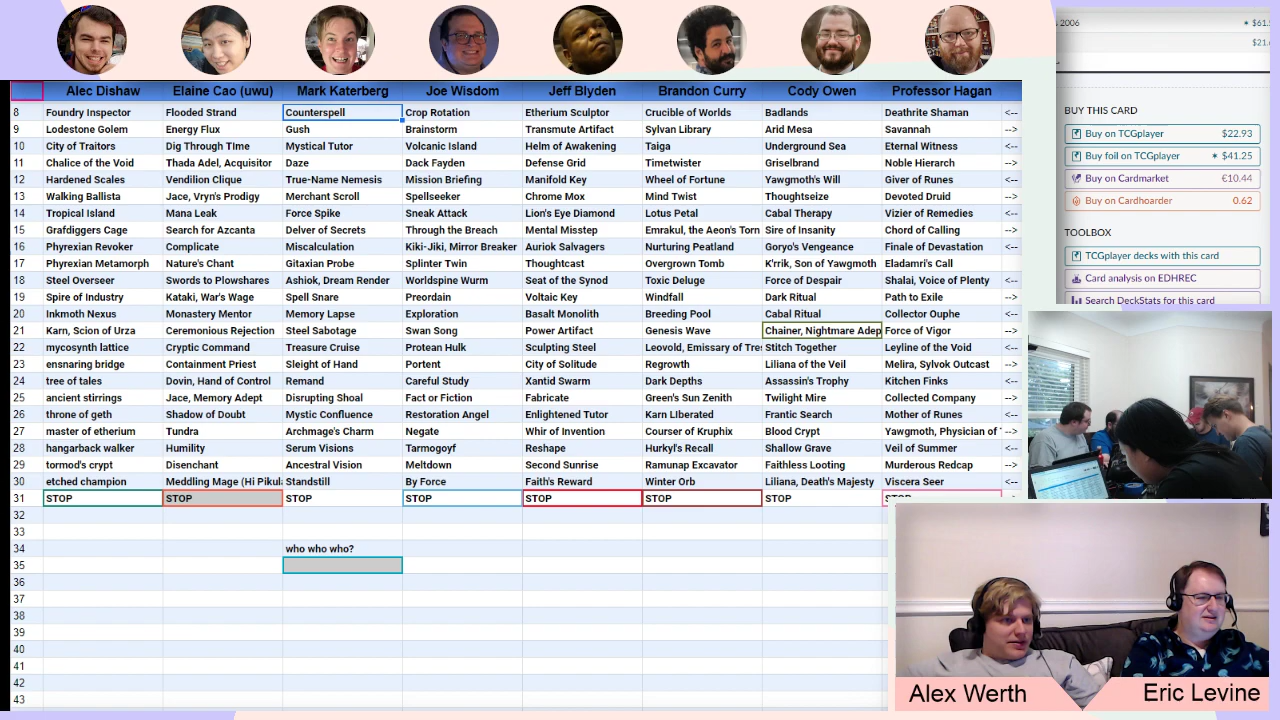 Alec Dishaw Elaine Cao (uwu) Mark Katerberg Joe Wisdom Jeff Blyden Brandon Curry Cody Owen Professor Hagan
8 Foundry Inspector Flooded Strand Counterspell Crop Rotation Etherium Sculptor Crucible of Worlds Badlands Deathrite Shaman <--
9 Lodestone Golem Energy Flux Gush Brainstorm Transmute Artifact Sylvan Library Arid Mesa Savannah -->
10 City of Traitors Dig Through TIme Mystical Tutor Volcanic Island Helm of Awakening Taiga Underground Sea Eternal Witness <--
11 Chalice of the Void Thada Adel, Acquisitor Daze Dack Fayden Defense Grid Timetwister Griselbrand Noble Hierarch -->
12 Hardened Scales Vendilion Clique True-Name Nemesis Mission Briefing Manifold Key Wheel of Fortune Yawgmoth's Will Giver of Runes <--
13 Walking Ballista Jace, Vryn's Prodigy Merchant Scroll Spellseeker Chrome Mox Mind Twist Thoughtseize Devoted Druid -->
14 Tropical Island Mana Leak Force Spike Sneak Attack Lion's Eye Diamond Lotus Petal Cabal Therapy Vizier of Remedies <--
15 Grafdiggers Cage Search for Azcanta Delver of Secrets Through the Breach Mental Misstep Emrakul, the Aeon's Torn Sire of Insanity Chord of Calling -->
16 Phyrexian Revoker Complicate Miscalculation Kiki-Jiki, Mirror Breaker Auriok Salvagers Nurturing Peatland Goryo's Vengeance Finale of Devastation <--
17 Phyrexian Metamorph Nature's Chant Gitaxian Probe Splinter Twin Thoughtcast Overgrown Tomb K'rrik, Son of Yawgmoth Eladamri's Call
18 Steel Overseer Swords to Plowshares Ashiok, Dream Render Worldspine Wurm Seat of the Synod Toxic Deluge Force of Despair Shalai, Voice of Plenty <--
19 Spire of Industry Kataki, War's Wage Spell Snare Preordain Voltaic Key Windfall Dark Ritual Path to Exile -->
20 Inkmoth Nexus Monastery Mentor Memory Lapse Exploration Basalt Monolith Breeding Pool Cabal Ritual Collector Ouphe <--
21 Karn, Scion of Urza Ceremonious Rejection Steel Sabotage Swan Song Power Artifact Genesis Wave Chainer, Nightmare Adep Force of Vigor -->
22 mycosynth lattice Cryptic Command Treasure Cruise Protean Hulk Sculpting Steel Leovold, Emissary of Tres Stitch Together Leyline of the Void <--
23 ensnaring bridge Containment Priest Sleight of Hand Portent City of Solitude Regrowth Liliana of the Veil Melira, Sylvok Outcast -->
24 tree of tales Dovin, Hand of Control Remand Careful Study Xantid Swarm Dark Depths Assassin's Trophy Kitchen Finks <--
25 ancient stirrings Jace, Memory Adept Disrupting Shoal Fact or Fiction Fabricate Green's Sun Zenith Twilight Mire Collected Company -->
26 throne of geth Shadow of Doubt Mystic Confluence Restoration Angel Enlightened Tutor Karn LIberated Frantic Search Mother of Runes <--
27 master of etherium Tundra Archmage's Charm Negate Whir of Invention Courser of Kruphix Blood Crypt Yawgmoth, Physician of -->
28 hangarback walker Humility Serum Visions Tarmogoyf Reshape Hurkyl's Recall Shallow Grave Veil of Summer <--
29 tormod's crypt Disenchant Ancestral Vision Meltdown Second Sunrise Ramunap Excavator Faithless Looting Murderous Redcap -->
30 etched champion Meddling Mage (Hi Pikula Standstill By Force Faith's Reward Winter Orb Liliana, Death's Majesty Viscera Seer <--
31 STOP STOP STOP STOP STOP STOP STOP STOP
32
33
34 who who who?
35
36
37
38
39
40
41
42
43
2006 ✶ $61.
$21.
BUY THIS CARD
Buy on TCGplayer $22.93
Buy foil on TCGplayer ✶ $41.25
Buy on Cardmarket €10.44
Buy on Cardhoarder 0.62
TOOLBOX
TCGplayer decks with this card
Card analysis on EDHREC
Search DeckStats for this card
Alex Werth Eric Levine